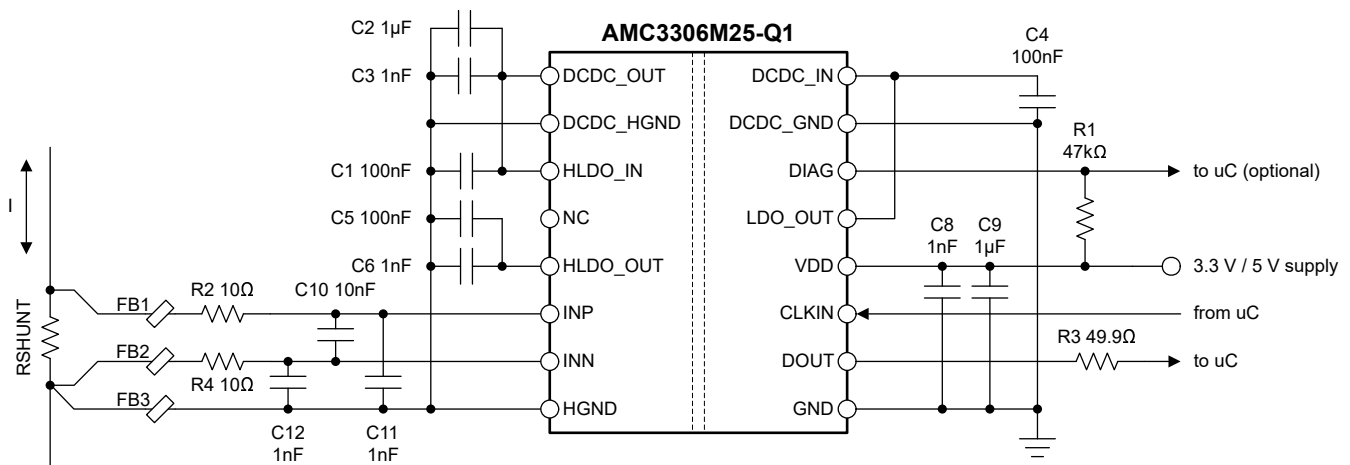 AMC3306M25-Q1
C2 1µF
C3 1nF
C1 100nF
C5 100nF
C6 1nF
DCDC_OUT
DCDC_HGND
HLDO_IN
NC
HLDO_OUT
INP
INN
HGND
DCDC_IN
DCDC_GND
DIAG
LDO_OUT
VDD
CLKIN
DOUT
GND
C4
100nF
R1
47kΩ
to uC (optional)
C8
1nF
C9
1µF
3.3 V / 5 V supply
from uC
R3 49.9Ω
to uC
I
RSHUNT
FB1
R2 10Ω
C10 10nF
FB2
R4 10Ω
FB3
C12
1nF
C11
1nF